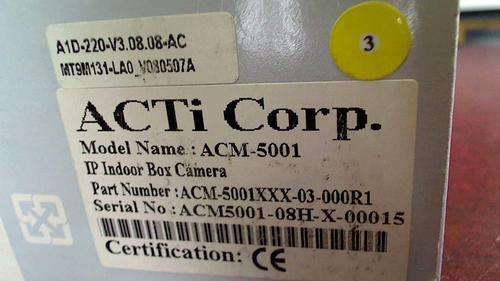 A1D-220-V3.08.08-AC
MT9M131-LA0_V080507A
3
ACTi Corp.
Model Name : ACM-5001
IP Indoor Box Camera
Part Number : ACM-5001XXX-03-000R1
Serial No : ACM5001-08H-X-00015
Certification: CE